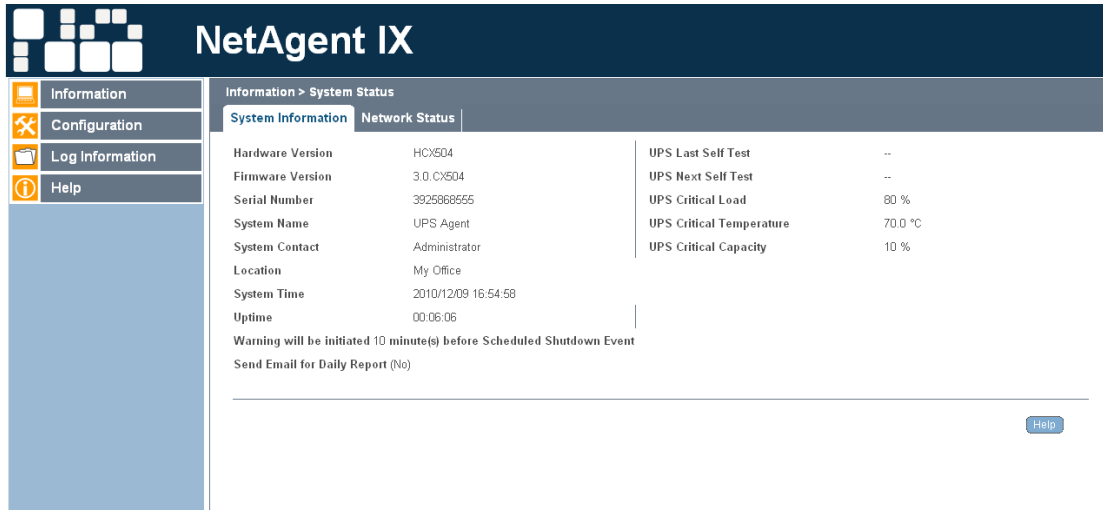 NetAgent IX
Information
Configuration
Log Information
Help
Information > System Status
System Information Network Status
Hardware Version HCX504
Firmware Version 3.0.CX504
Serial Number 3925868555
System Name UPS Agent
System Contact Administrator
Location My Office
System Time 2010/12/09 16:54:58
Uptime 00:06:06
Warning will be initiated 10 minute(s) before Scheduled Shutdown Event
Send Email for Daily Report (No)
UPS Last Self Test --
UPS Next Self Test --
UPS Critical Load 80 %
UPS Critical Temperature 70.0 °C
UPS Critical Capacity 10 %
Help